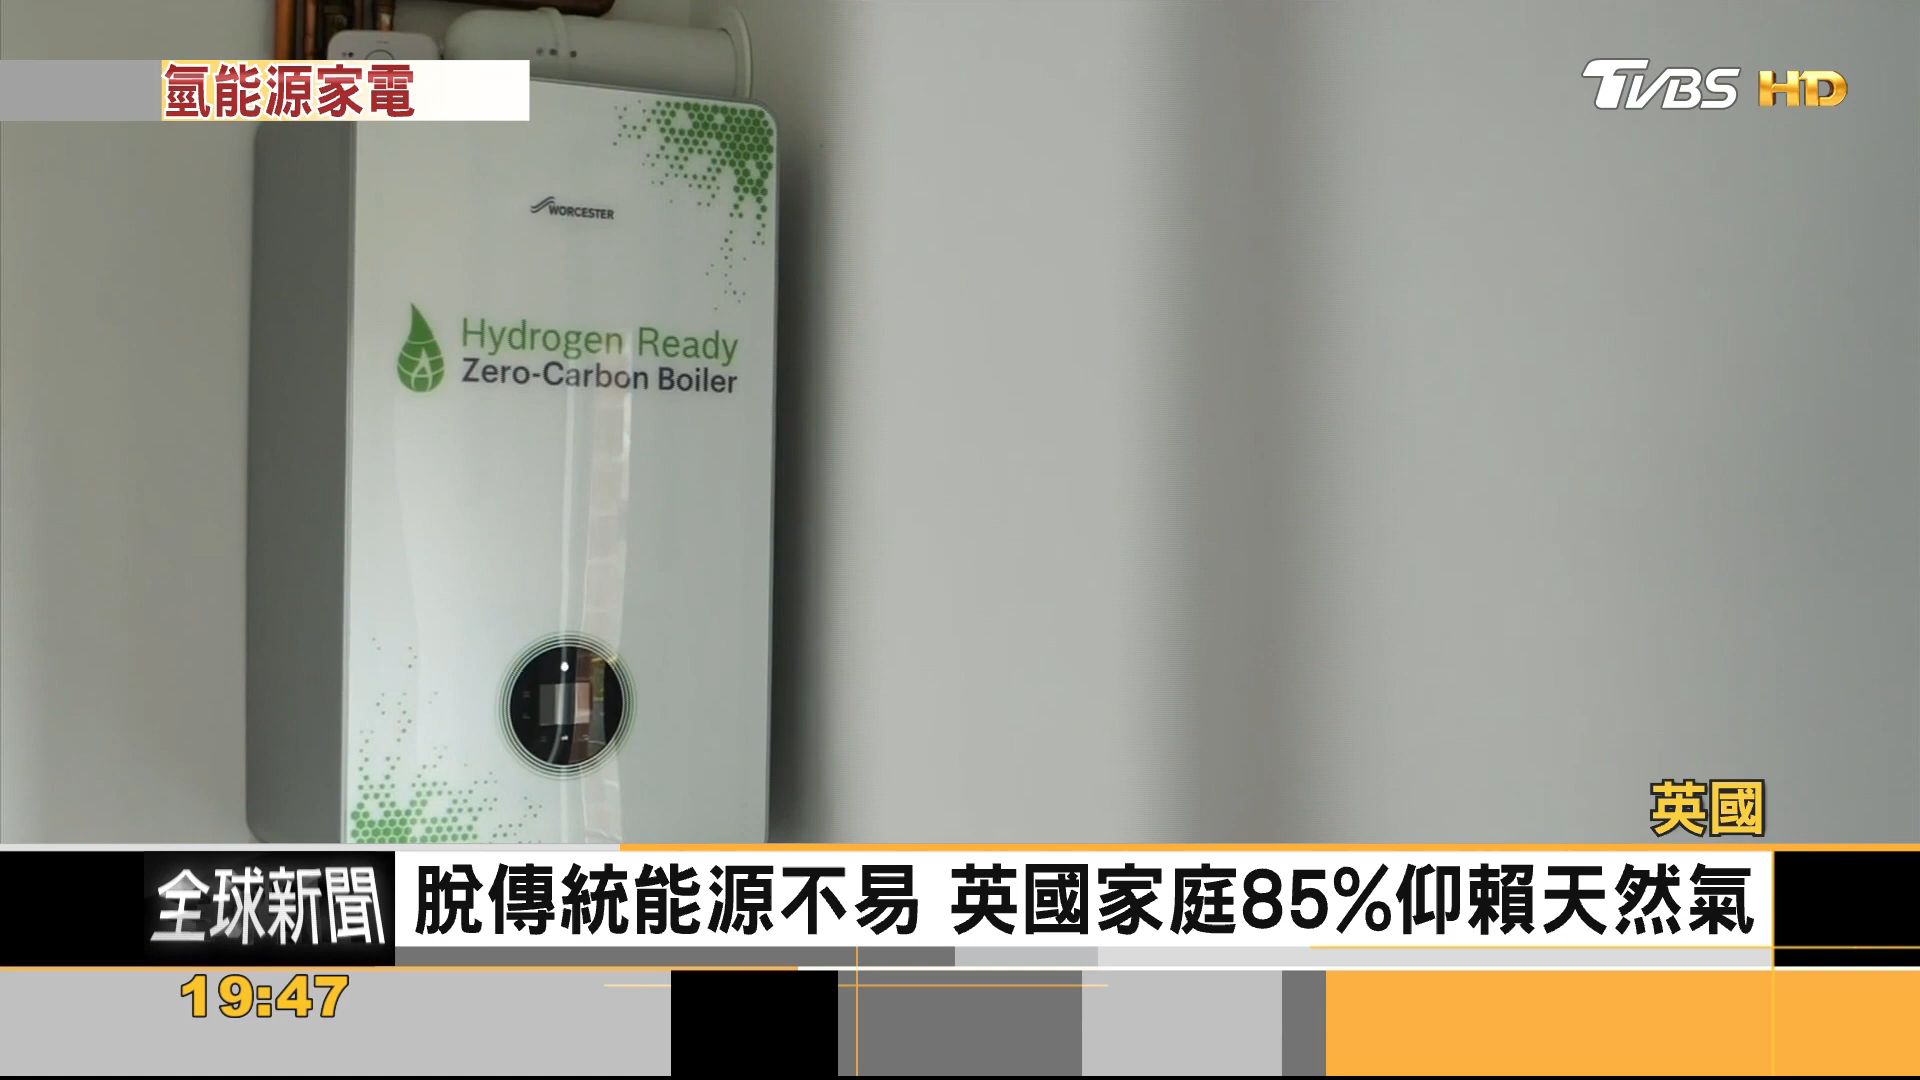 氫能源家電
TVBS HD
WORCESTER
Hydrogen Ready
Zero-Carbon Boiler
英國
全球新聞
脫傳統能源不易 英國家庭85%仰賴天然氣
19:47